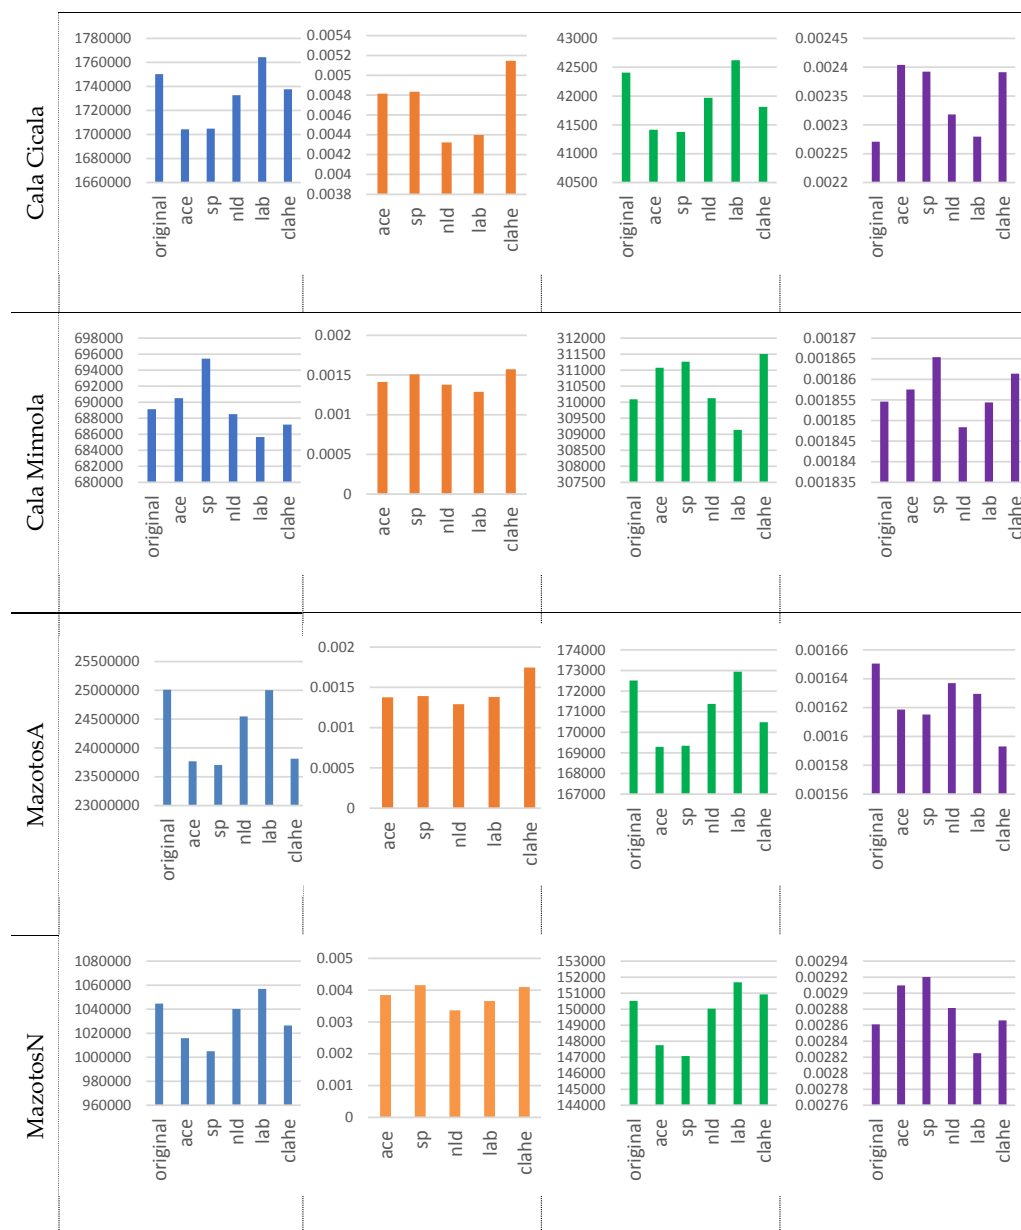 Cala Cicala
1780000
1760000
1740000
1720000
1700000
1680000
1660000
original
ace
sp
nld
lab
clahe
0.0054
0.0052
0.005
0.0048
0.0046
0.0044
0.0042
0.004
0.0038
ace
sp
nld
lab
clahe
43000
42500
42000
41500
41000
40500
original
ace
sp
nld
lab
clahe
0.00245
0.0024
0.00235
0.0023
0.00225
0.0022
original
ace
sp
nld
lab
clahe
Cala Minnola
698000
696000
694000
692000
690000
688000
686000
684000
682000
680000
original
ace
sp
nld
lab
clahe
0.002
0.0015
0.001
0.0005
0
ace
sp
nld
lab
clahe
312000
311500
311000
310500
310000
309500
309000
308500
308000
307500
original
ace
sp
nld
lab
clahe
0.00187
0.001865
0.00186
0.001855
0.00185
0.001845
0.00184
0.001835
original
ace
sp
nld
lab
clahe
MazotosA
25500000
25000000
24500000
24000000
23500000
23000000
original
ace
sp
nld
lab
clahe
0.002
0.0015
0.001
0.0005
0
ace
sp
nld
lab
clahe
174000
173000
172000
171000
170000
169000
168000
167000
original
ace
sp
nld
lab
clahe
0.00166
0.00164
0.00162
0.0016
0.00158
0.00156
original
ace
sp
nld
lab
clahe
MazotosN
1080000
1060000
1040000
1020000
1000000
980000
960000
original
ace
sp
nld
lab
clahe
0.005
0.004
0.003
0.002
0.001
0
ace
sp
nld
lab
clahe
153000
152000
151000
150000
149000
148000
147000
146000
145000
144000
original
ace
sp
nld
lab
clahe
0.00294
0.00292
0.0029
0.00288
0.00286
0.00284
0.00282
0.0028
0.00278
0.00276
original
ace
sp
nld
lab
clahe